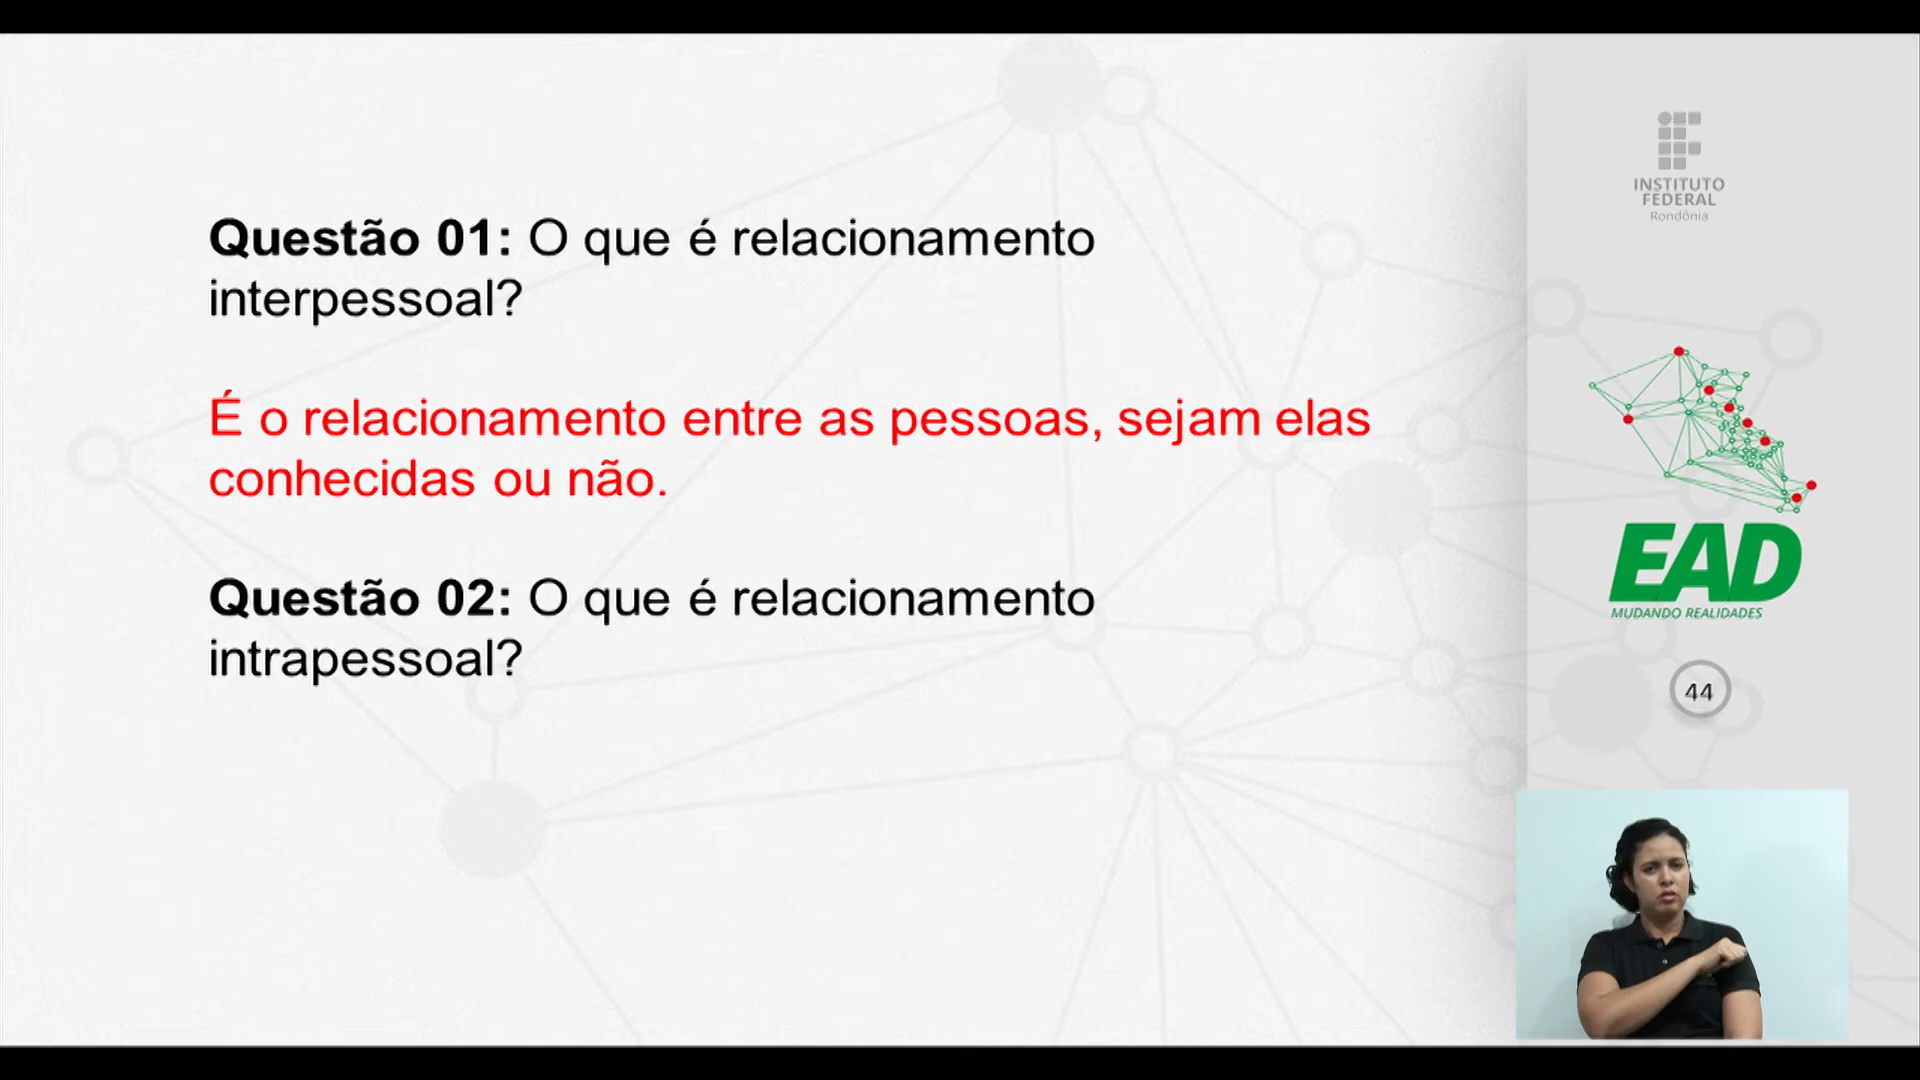 Questão 01: O que é relacionamento
interpessoal?
É o relacionamento entre as pessoas, sejam elas
conhecidas ou não.
Questão 02: O que é relacionamento
intrapessoal?
INSTITUTO
FEDERAL
Rondônia
EAD
MUDANDO REALIDADES
44